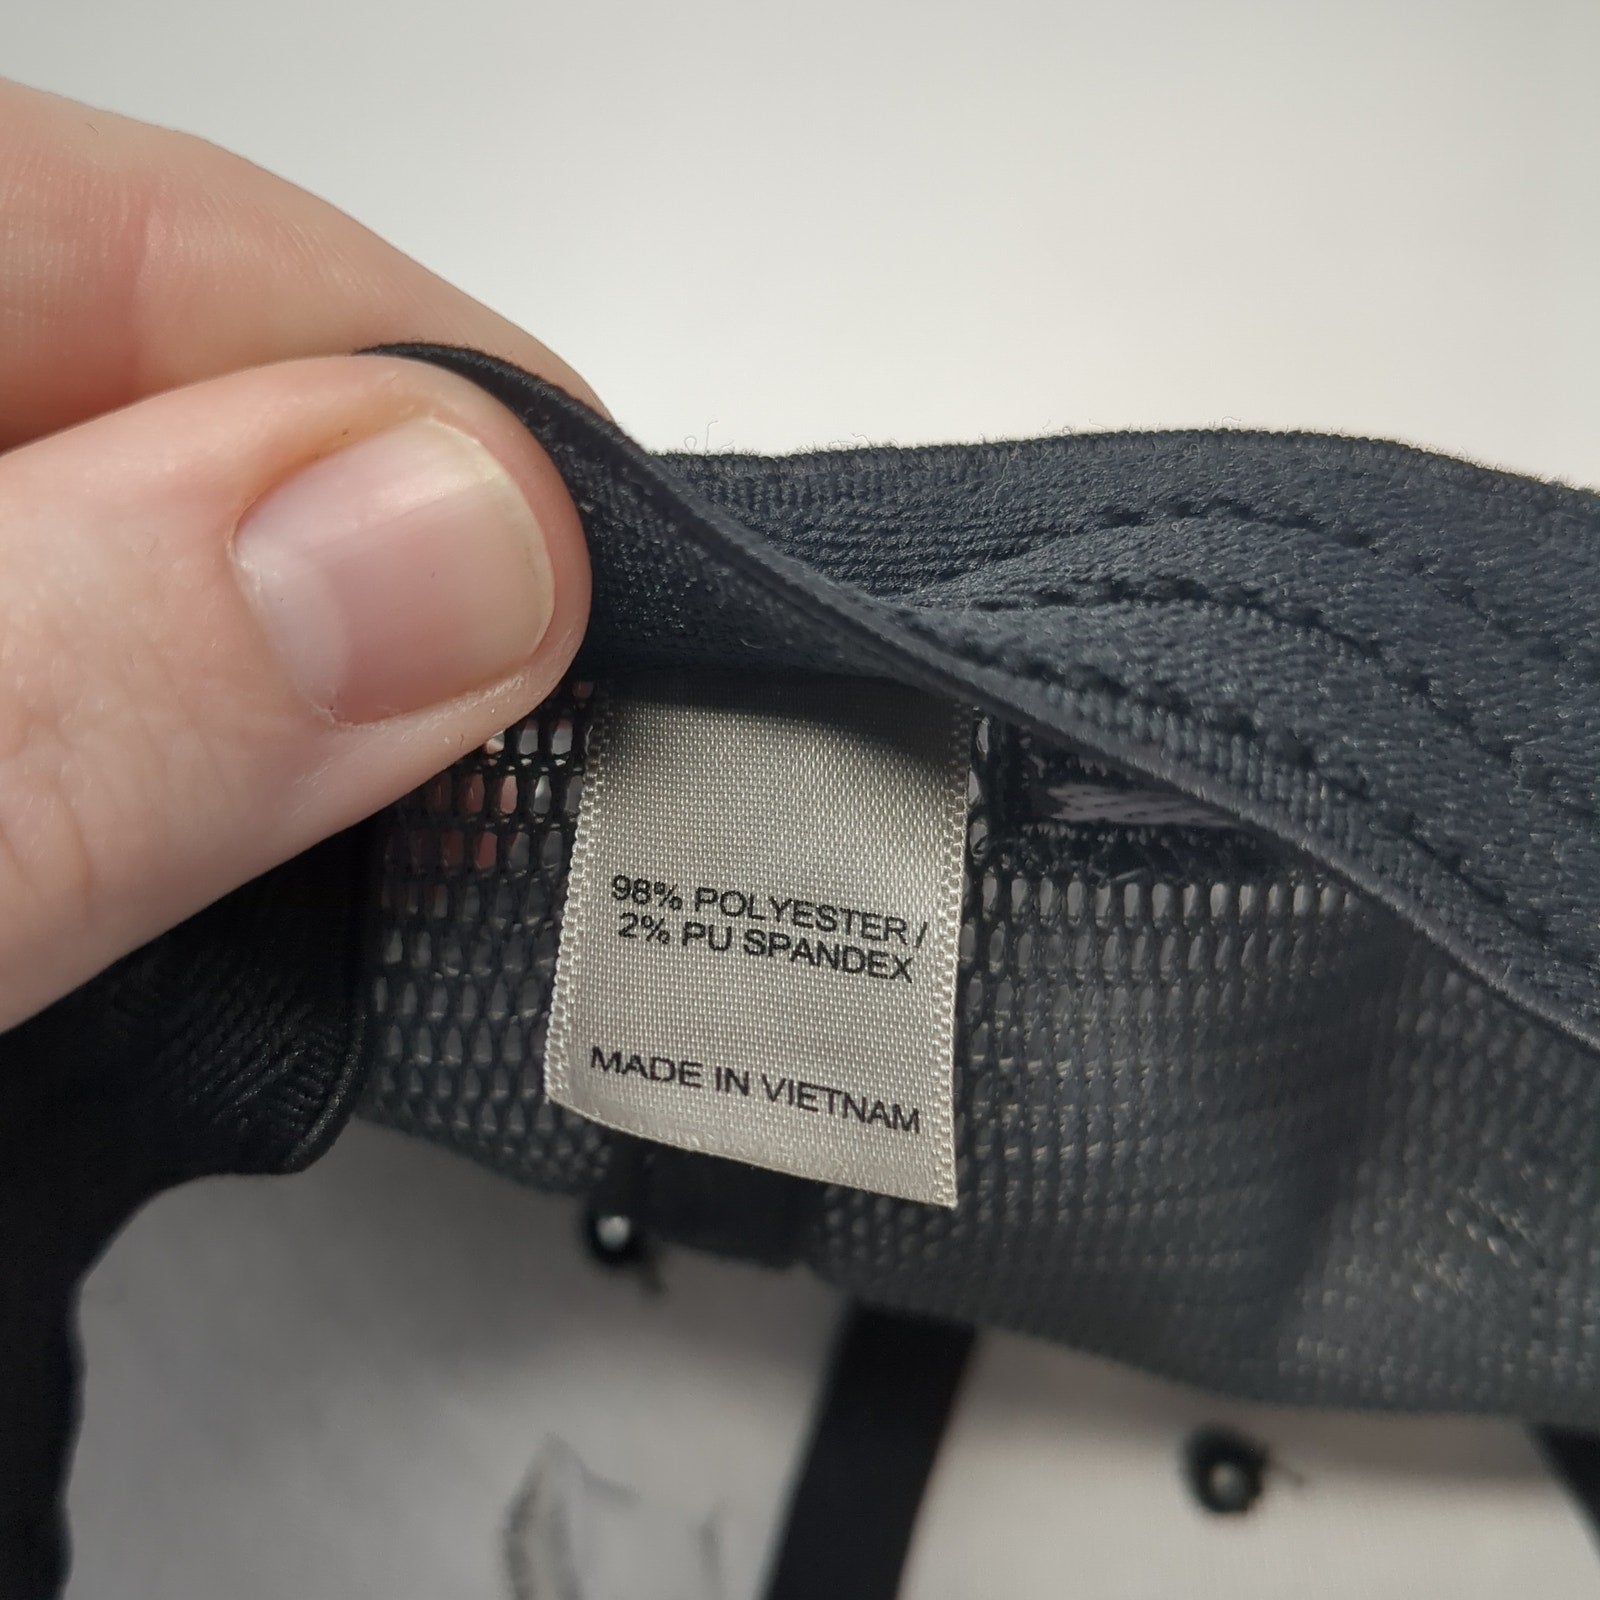 98% POLYESTER /
2% PU SPANDEX
MADE IN VIETNAM